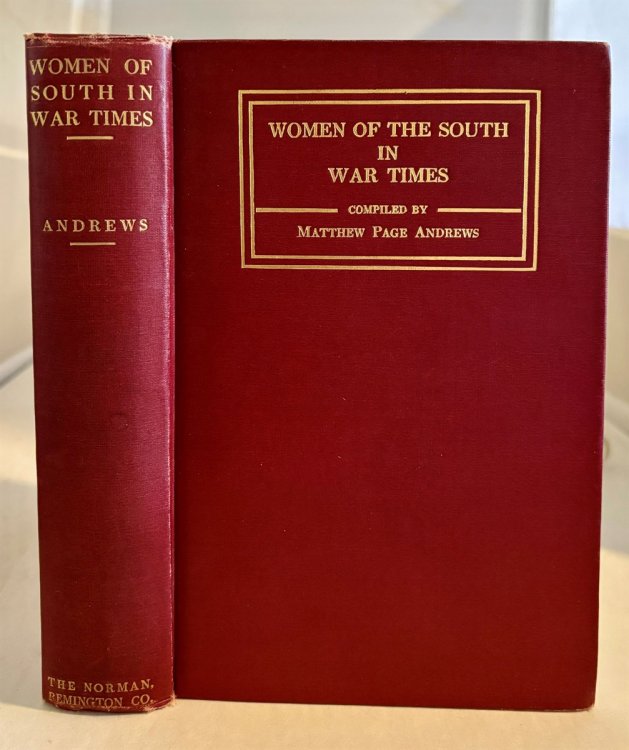 WOMEN OF
SOUTH IN
WAR TIMES
ANDREWS
THE NORMAN,
REMINGTON CO.
WOMEN OF THE SOUTH
IN
WAR TIMES
COMPILED BY
MATTHEW PAGE ANDREWS